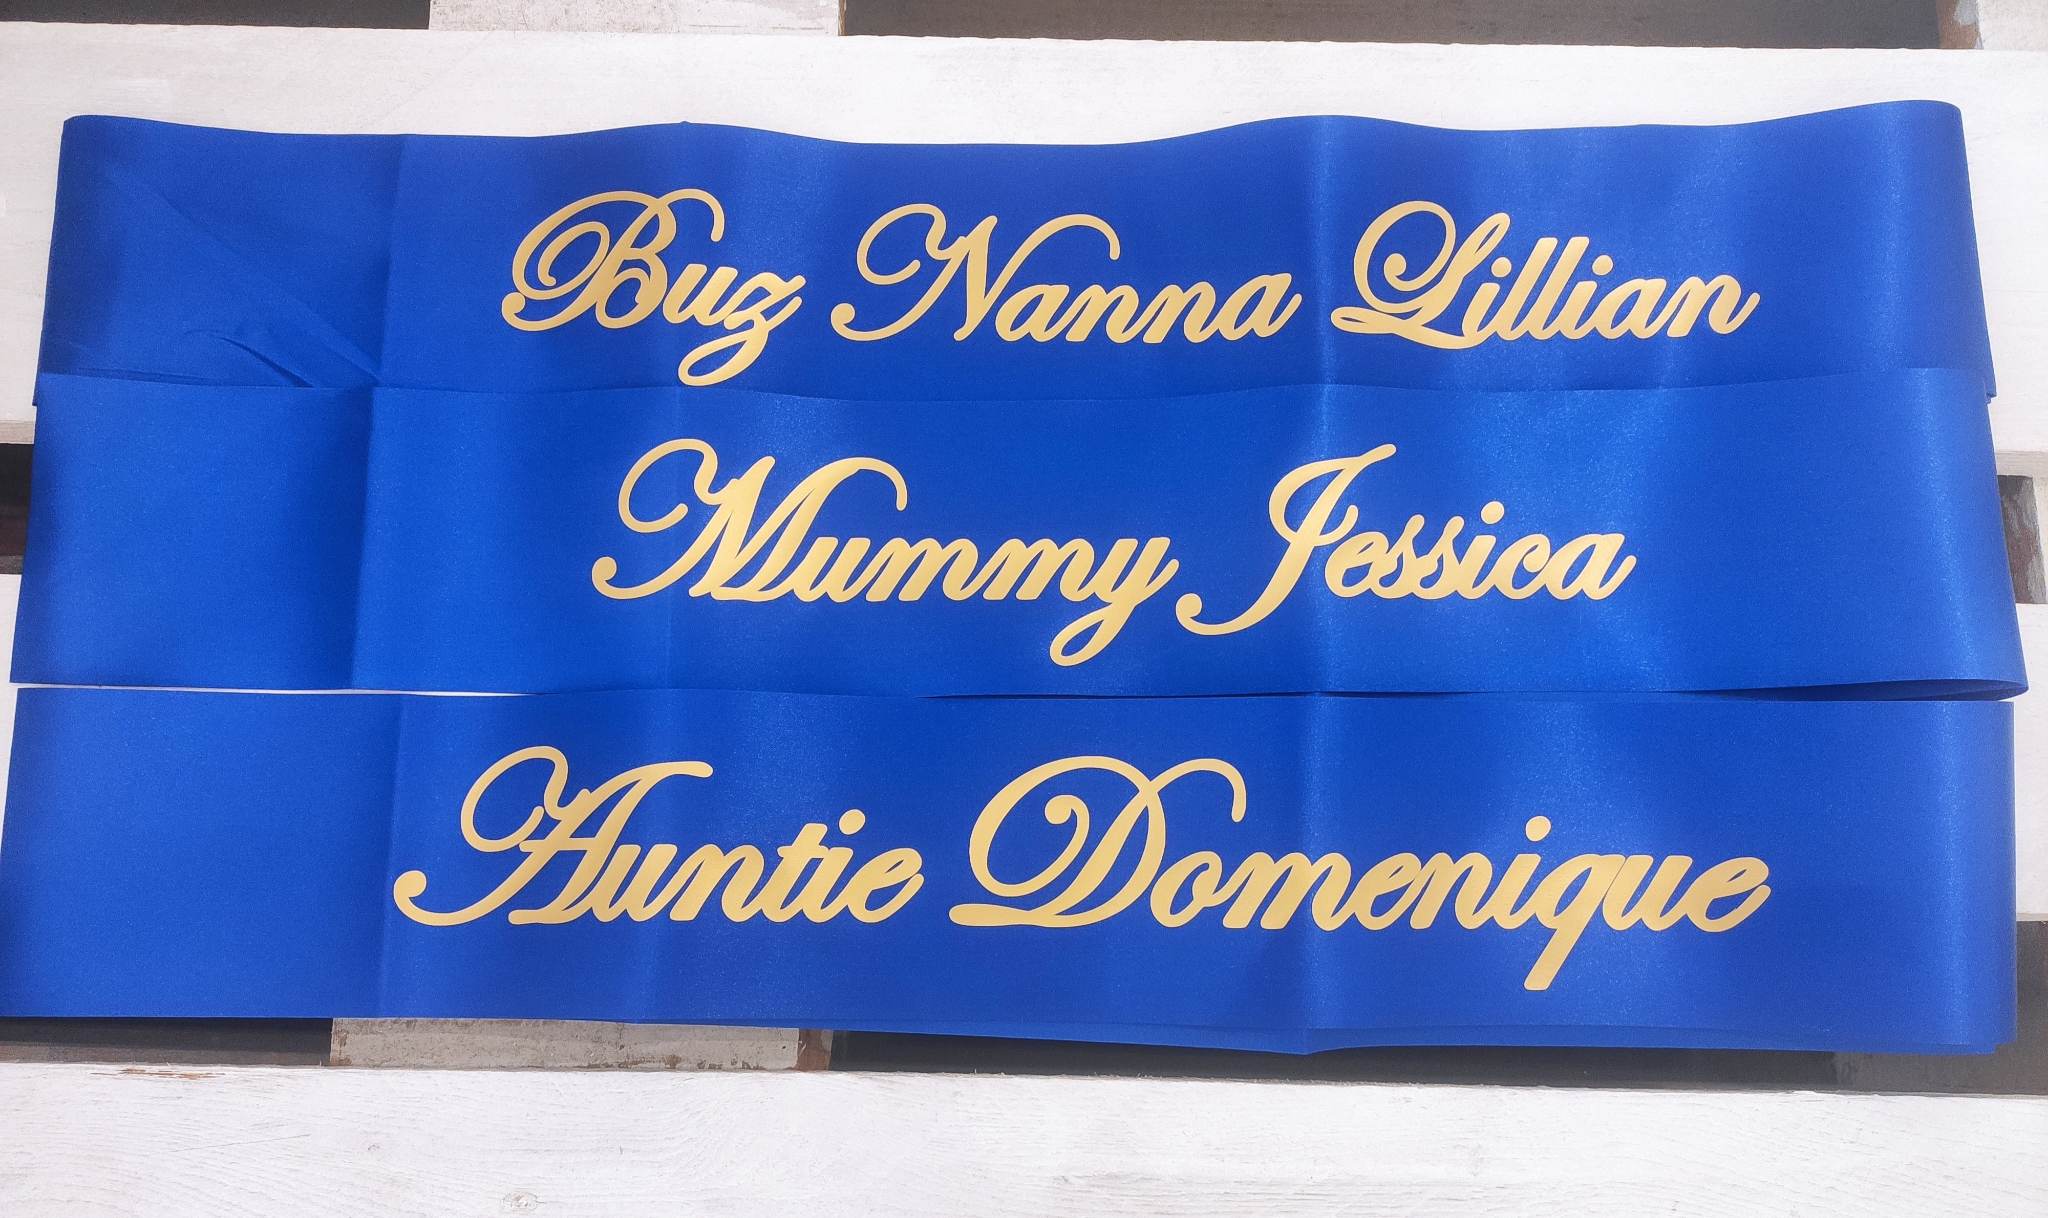 Buz Nanna Lillian
Mummy Jessica
Auntie Domenique